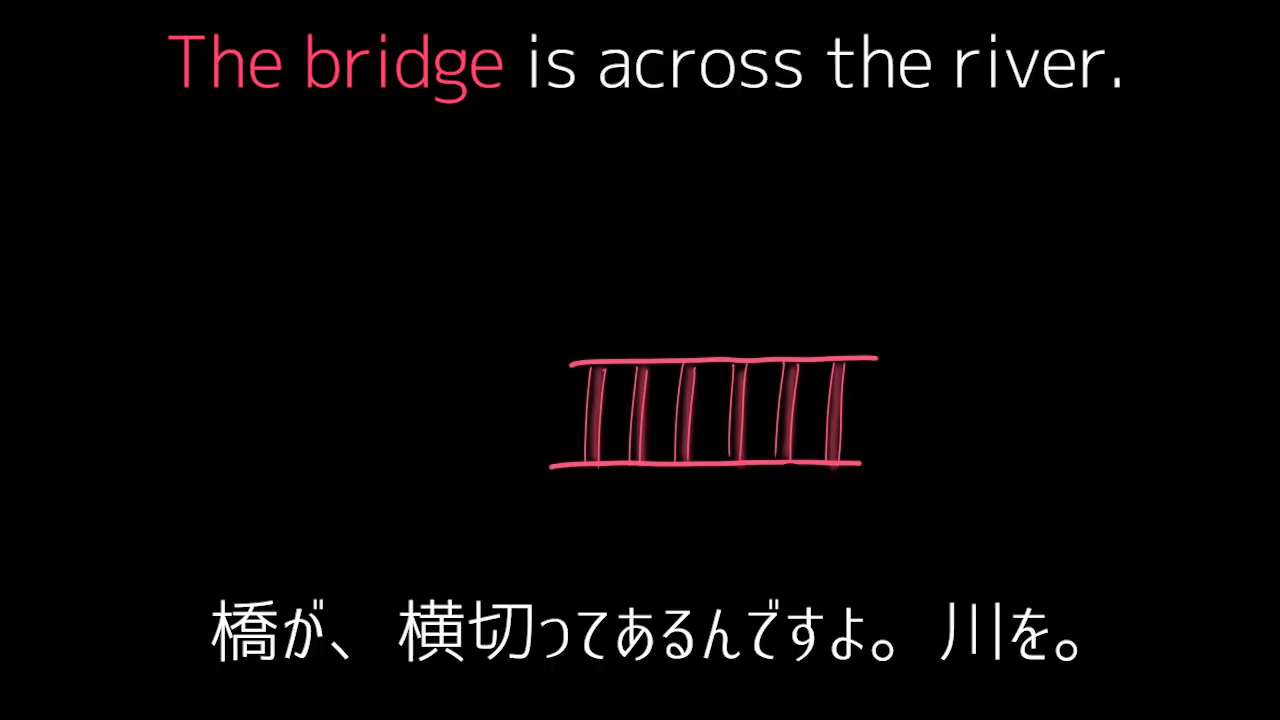 The bridge is across the river.
橋が、横切ってあるんですよ。川を。